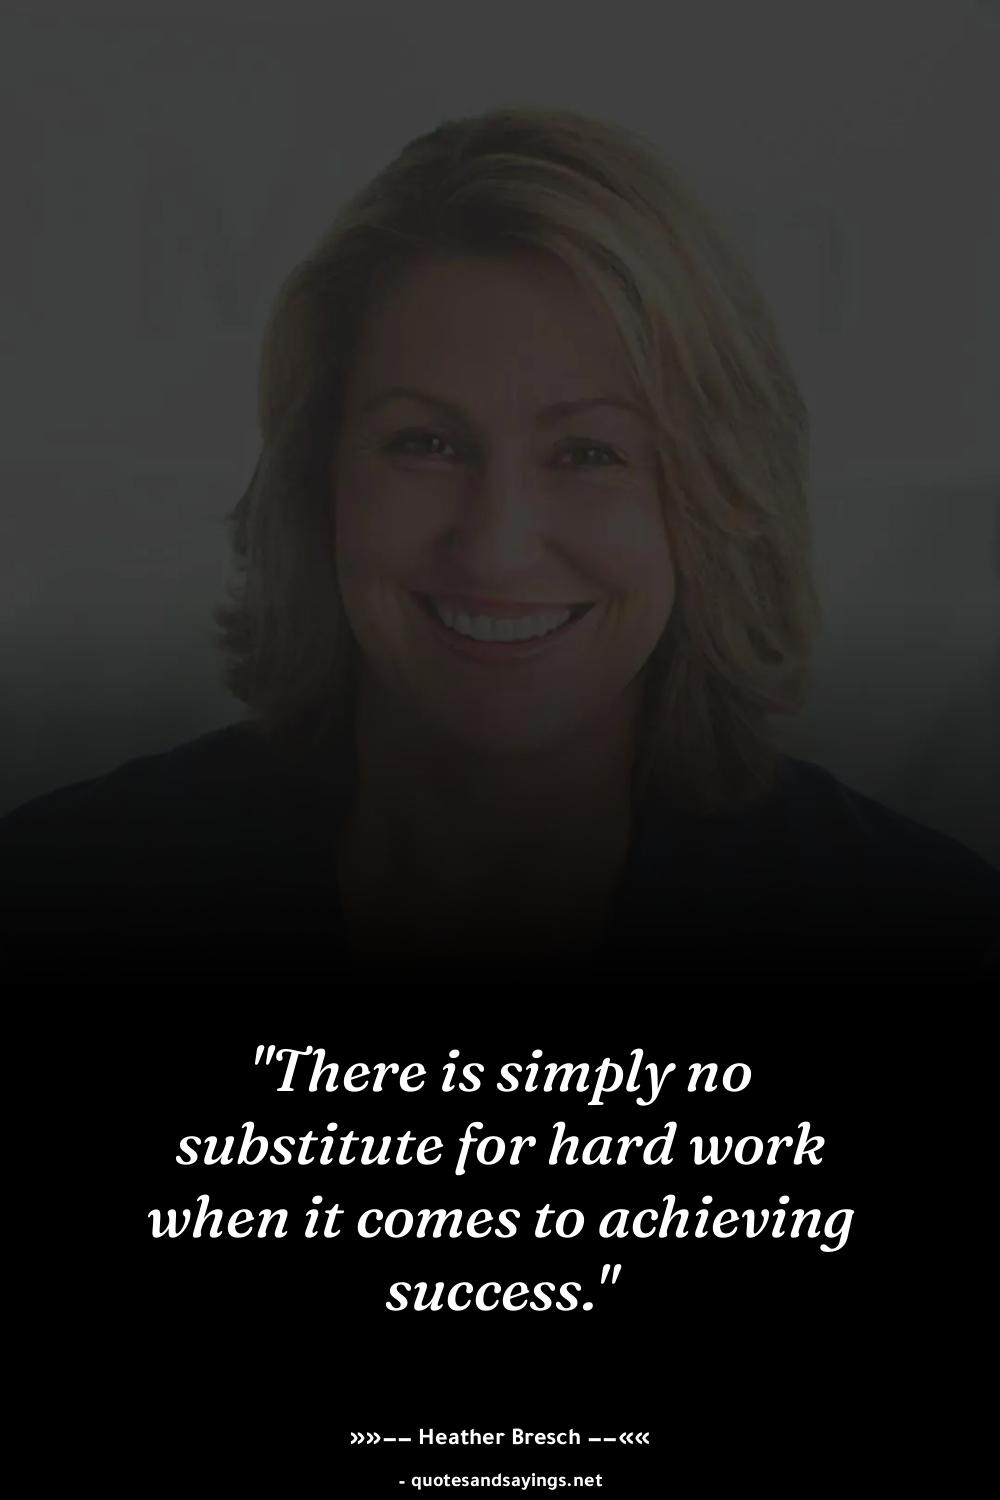 "There is simply no
substitute for hard work
when it comes to achieving
success."
»»−− Heather Bresch −−««
- quotesandsayings.net